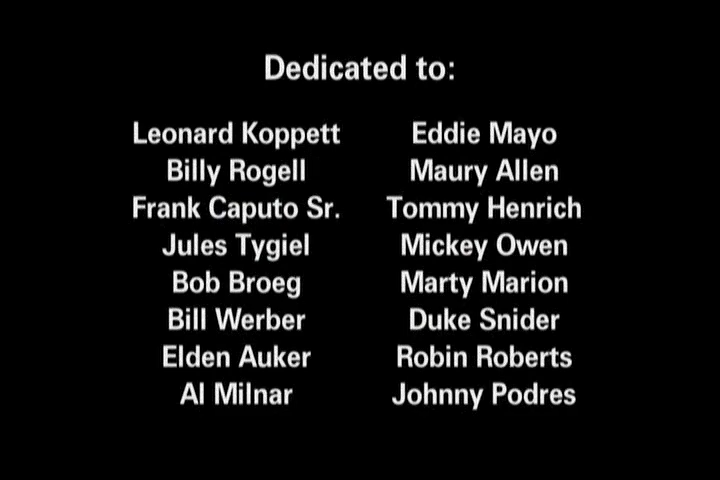 Dedicated to:
Leonard Koppett
Billy Rogell
Frank Caputo Sr.
Jules Tygiel
Bob Broeg
Bill Werber
Elden Auker
Al Milnar
Eddie Mayo
Maury Allen
Tommy Henrich
Mickey Owen
Marty Marion
Duke Snider
Robin Roberts
Johnny Podres